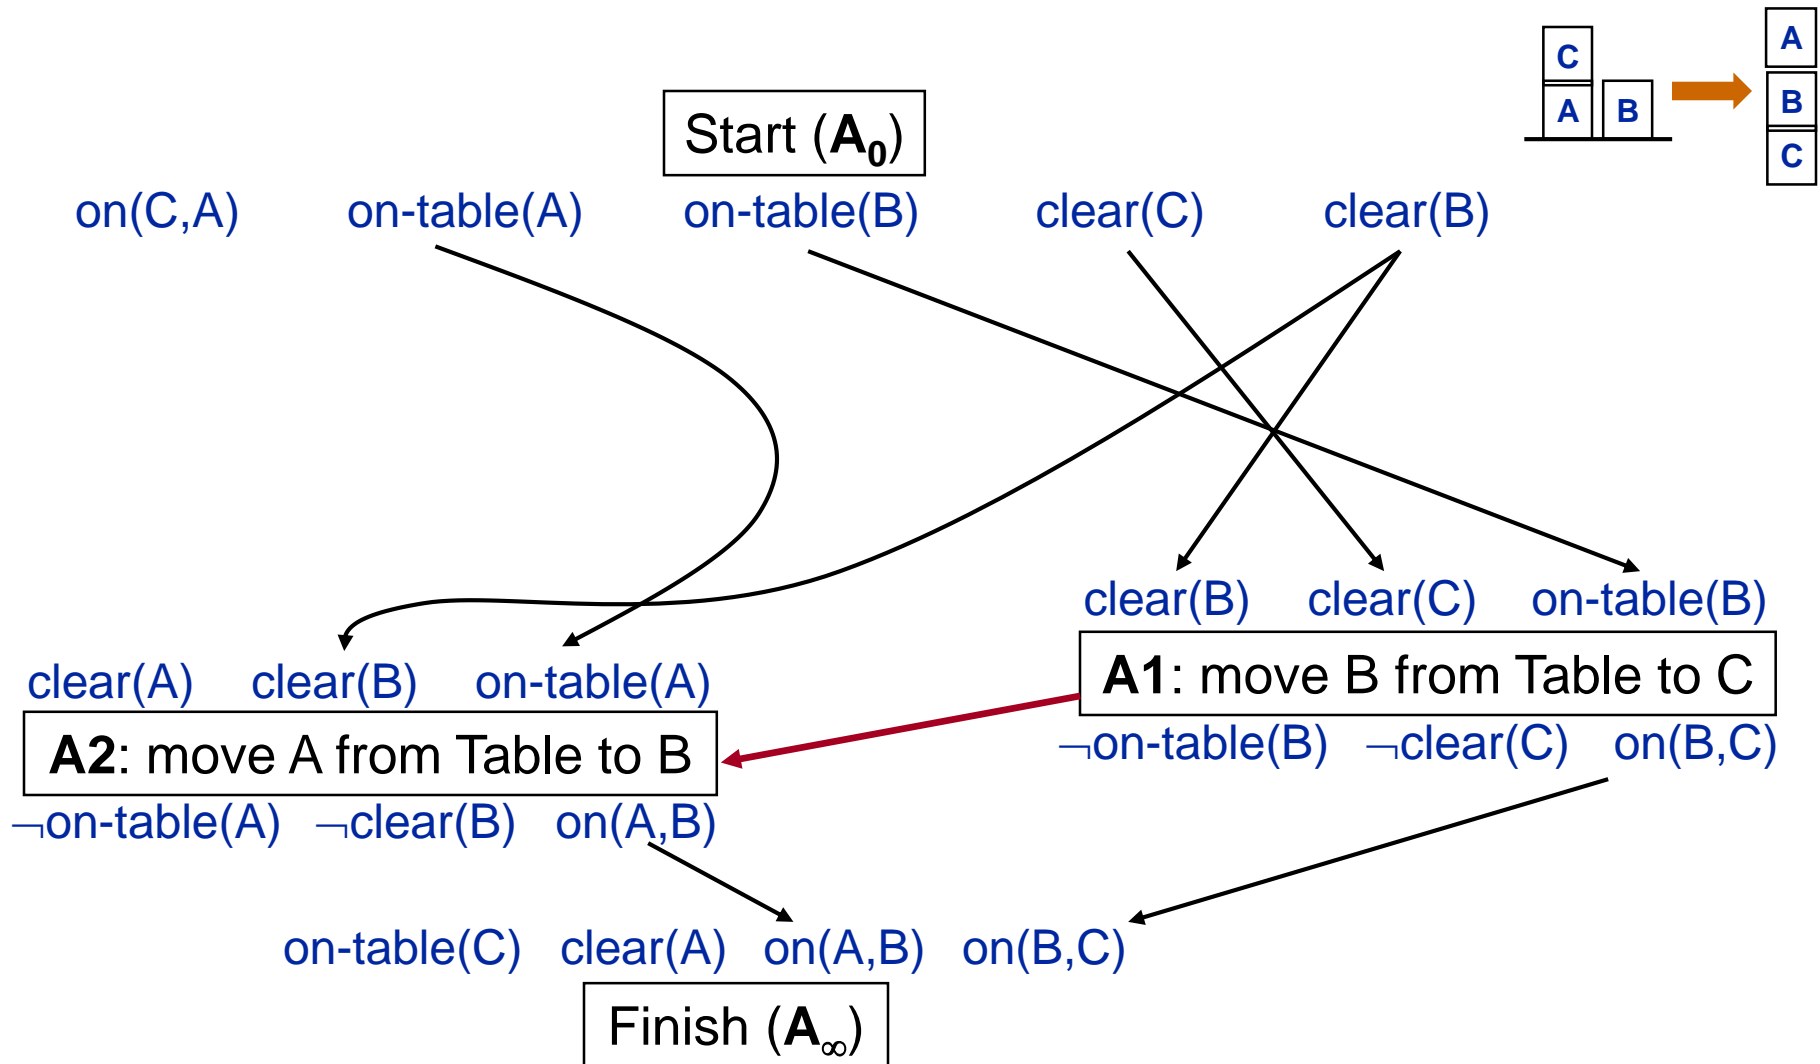 C
A B
A
B
C
Start (A₀)
on(C,A) on-table(A) on-table(B) clear(C) clear(B)
clear(B) clear(C) on-table(B)
A1: move B from Table to C
¬on-table(B) ¬clear(C) on(B,C)
clear(A) clear(B) on-table(A)
A2: move A from Table to B
¬on-table(A) ¬clear(B) on(A,B)
on-table(C) clear(A) on(A,B) on(B,C)
Finish (A∞)